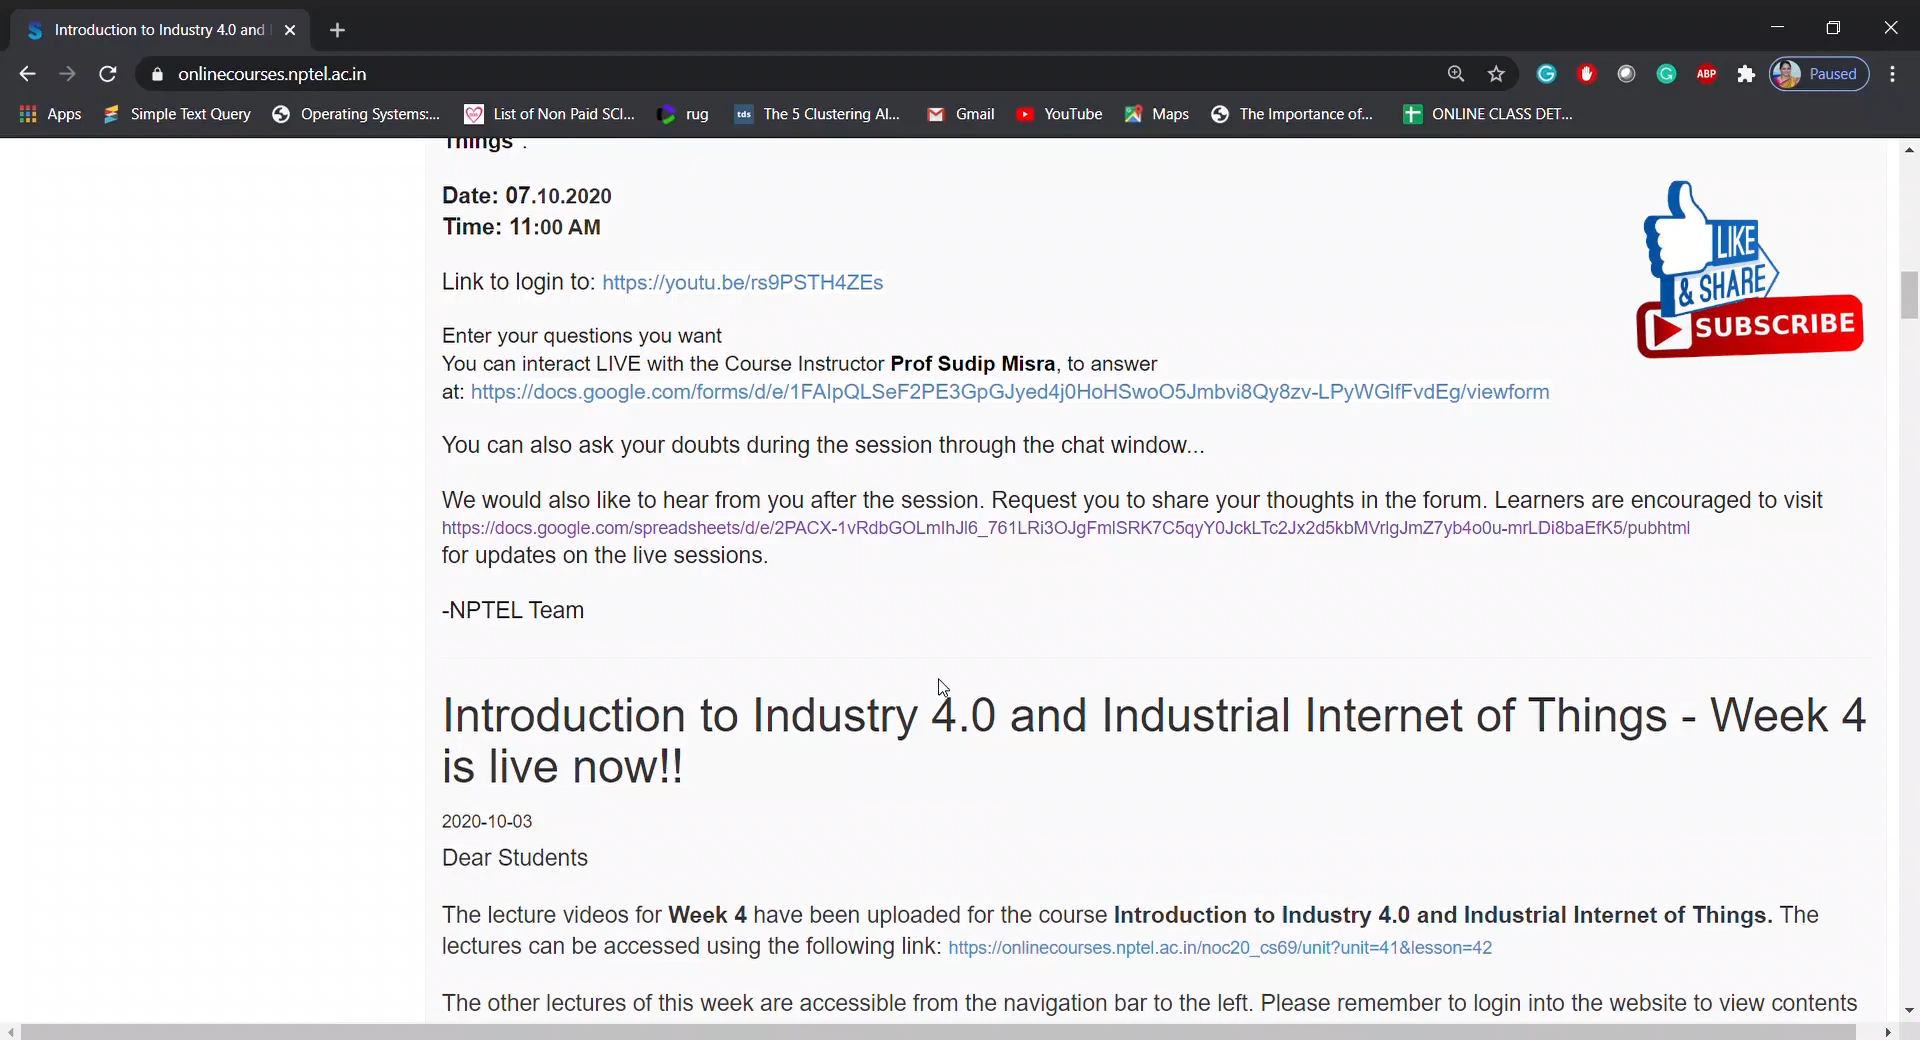 Introduction to Industry 4.0 and
onlinecourses.nptel.ac.in
Paused
Apps
Simple Text Query
Operating Systems:...
List of Non Paid SCI...
rug
tds
The 5 Clustering Al...
Gmail
YouTube
Maps
The Importance of...
ONLINE CLASS DET...
ABP
Things".
Date: 07.10.2020
Time: 11:00 AM
Link to login to: https://youtu.be/rs9PSTH4ZEs
LIKE
& SHARE
SUBSCRIBE
Enter your questions you want
You can interact LIVE with the Course Instructor Prof Sudip Misra, to answer
at: https://docs.google.com/forms/d/e/1FAIpQLSeF2PE3GpGJyed4j0HoHSwoO5Jmbvi8Qy8zv-LPyWGlfFvdEg/viewform
You can also ask your doubts during the session through the chat window...
We would also like to hear from you after the session. Request you to share your thoughts in the forum. Learners are encouraged to visit
https://docs.google.com/spreadsheets/d/e/2PACX-1vRdbGOLmlhJl6_761LRi3OJgFmlSRK7C5qyY0JckLTc2Jx2d5kbMVrlgJmZ7yb4o0u-mrLDi8baEfK5/pubhtml
for updates on the live sessions.
-NPTEL Team
Introduction to Industry 4.0 and Industrial Internet of Things - Week 4
is live now!!
2020-10-03
Dear Students
The lecture videos for Week 4 have been uploaded for the course Introduction to Industry 4.0 and Industrial Internet of Things. The
lectures can be accessed using the following link: https://onlinecourses.nptel.ac.in/noc20_cs69/unit?unit=41&lesson=42
The other lectures of this week are accessible from the navigation bar to the left. Please remember to login into the website to view contents